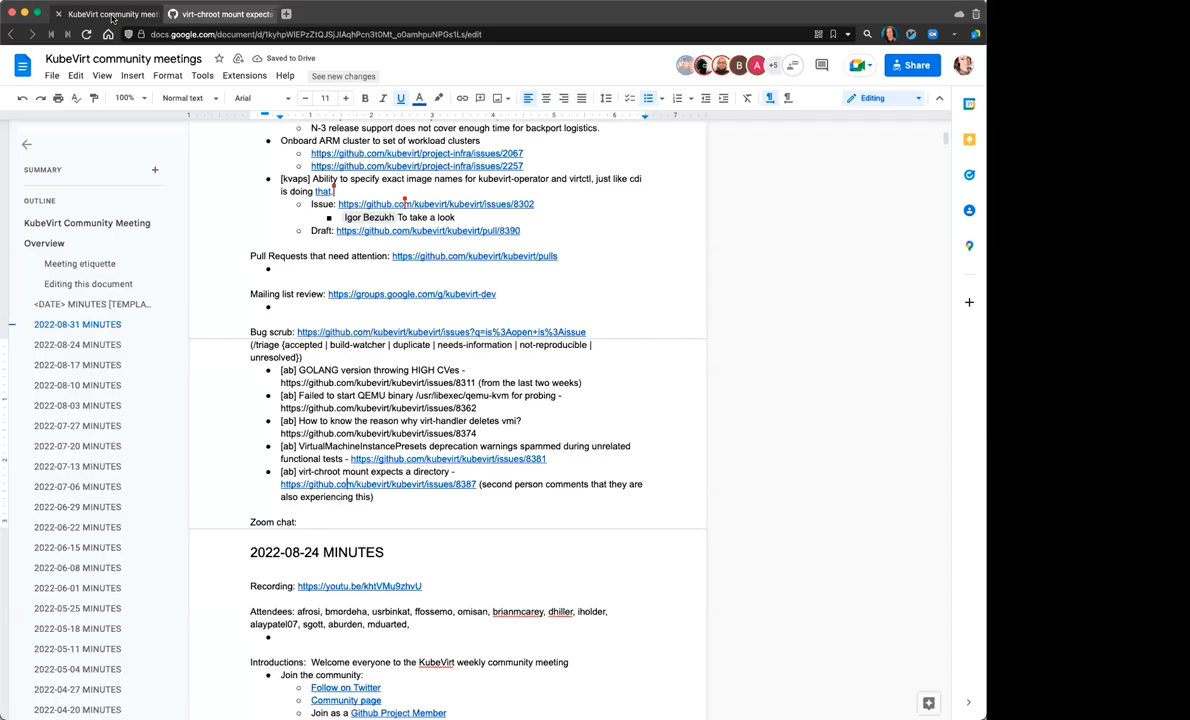 KubeVirt community meet
virt-chroot mount expects
docs.google.com/document/d/1kyhpWIEPzZtQJSjJIAqhPcn3t0Mt_o0amhpuNPGs1Ls/edit
KubeVirt community meetings
Saved to Drive
File Edit View Insert Format Tools Extensions Help
See new changes
B A +5
Share
100%
Normal text
Arial
11
Editing
SUMMARY
OUTLINE
KubeVirt Community Meeting
Overview
Meeting etiquette
Editing this document
<DATE> MINUTES [TEMPLA...
2022-08-31 MINUTES
2022-08-24 MINUTES
2022-08-17 MINUTES
2022-08-10 MINUTES
2022-08-03 MINUTES
2022-07-27 MINUTES
2022-07-20 MINUTES
2022-07-13 MINUTES
2022-07-06 MINUTES
2022-06-29 MINUTES
2022-06-22 MINUTES
2022-06-15 MINUTES
2022-06-08 MINUTES
2022-06-01 MINUTES
2022-05-25 MINUTES
2022-05-18 MINUTES
2022-05-11 MINUTES
2022-05-04 MINUTES
2022-04-27 MINUTES
2022-04-20 MINUTES
N-3 release support does not cover enough time for backport logistics.
Onboard ARM cluster to set of workload clusters
https://github.com/kubevirt/project-infra/issues/2067
https://github.com/kubevirt/project-infra/issues/2257
[kvaps] Ability to specify exact image names for kubevirt-operator and virtctl, just like cdi
is doing that.
Issue: https://github.com/kubevirt/kubevirt/issues/8302
Igor Bezukh To take a look
Draft: https://github.com/kubevirt/kubevirt/pull/8390
Pull Requests that need attention: https://github.com/kubevirt/kubevirt/pulls
Mailing list review: https://groups.google.com/g/kubevirt-dev
Bug scrub: https://github.com/kubevirt/kubevirt/issues?q=is%3Aopen+is%3Aissue
(/triage {accepted | build-watcher | duplicate | needs-information | not-reproducible |
unresolved})
[ab] GOLANG version throwing HIGH CVes -
https://github.com/kubevirt/kubevirt/issues/8311 (from the last two weeks)
[ab] Failed to start QEMU binary /usr/libexec/qemu-kvm for probing -
https://github.com/kubevirt/kubevirt/issues/8362
[ab] How to know the reason why virt-handler deletes vmi?
https://github.com/kubevirt/kubevirt/issues/8374
[ab] VirtualMachineInstancePresets deprecation warnings spammed during unrelated
functional tests - https://github.com/kubevirt/kubevirt/issues/8381
[ab] virt-chroot mount expects a directory -
https://github.com/kubevirt/kubevirt/issues/8387 (second person comments that they are
also experiencing this)
Zoom chat:
2022-08-24 MINUTES
Recording: https://youtu.be/khtVMu9zhvU
Attendees: afrosi, bmordeha, usrbinkat, ffossemo, omisan, brianmcarey, dhiller, iholder,
alaypatel07, sgott, aburden, mduarted,
Introductions: Welcome everyone to the KubeVirt weekly community meeting
Join the community:
Follow on Twitter
Community page
Join as a Github Project Member